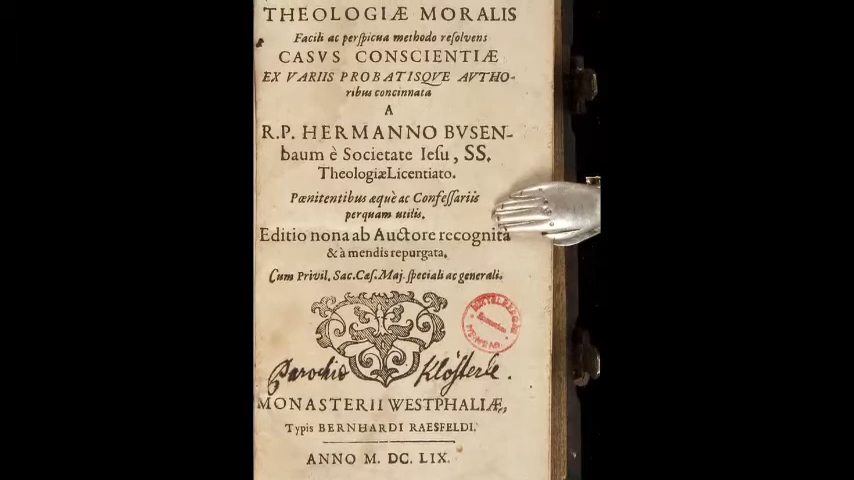 THEOLOGIÆ MORALIS
Facili ac perſpicua methodo reſolvens
CASVS CONSCIENTIÆ
EX VARIIS PROBATISQVE AVTHO-
ribus concinnata
A
R.P. HERMANNO BVSEN-
baum è Societate Ieſu, SS.
TheologiæLicentiato.
Pœnitentibus æquè ac Confeſſariis
perquam utilis.
Editio nona ab Auctore recognita
& à mendis repurgata.
Cum Privil. Sac. Cæſ. Maj. ſpeciali ac generali.
Parochie Klöſterle.
MONASTERII WESTPHALIÆ,
Typis BERNHARDI RAESFELDI.
ANNO M. DC. LIX.